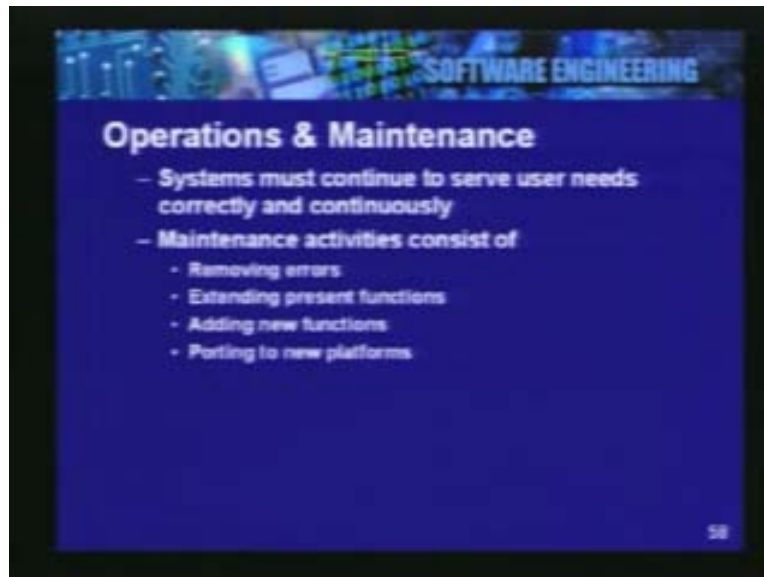 SOFTWARE ENGINEERING
Operations & Maintenance
– Systems must continue to serve user needs
correctly and continuously
– Maintenance activities consist of
- Removing errors
- Extending present functions
- Adding new functions
- Porting to new platforms
58